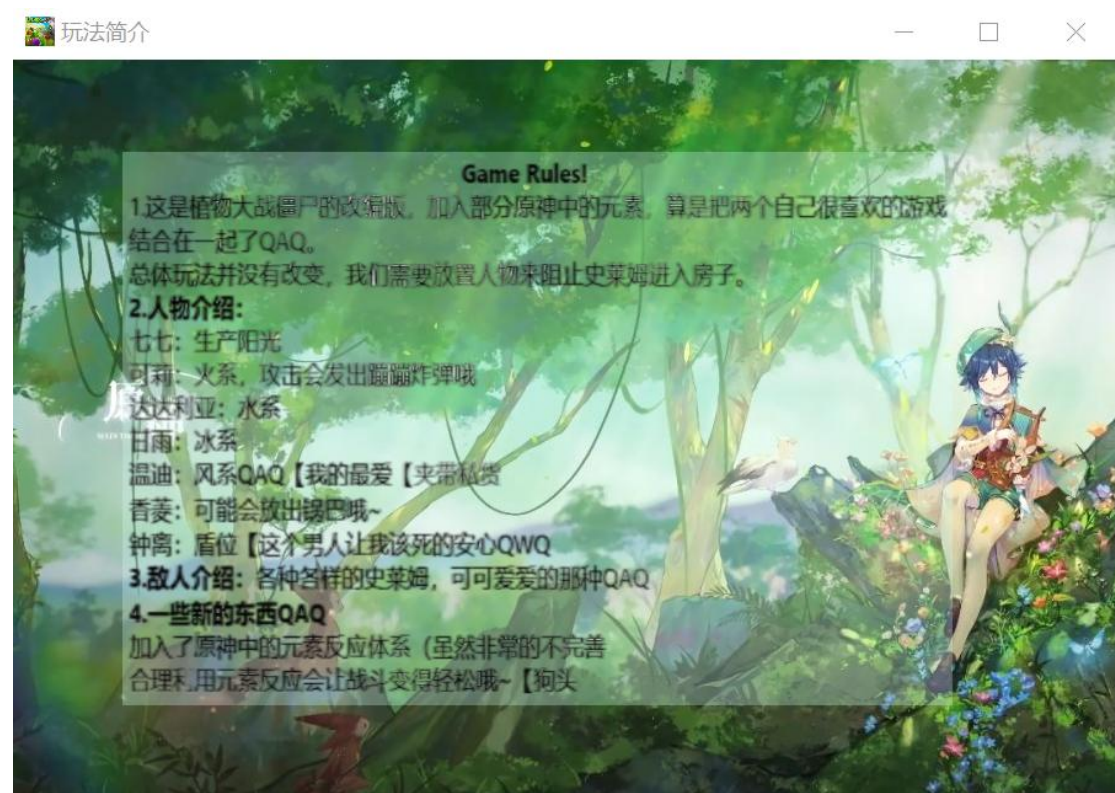 玩法简介
Game Rules!
1.这是植物大战僵尸的改编版，加入部分原神中的元素，算是把两个自己很喜欢的游戏
结合在一起了QAQ。
总体玩法并没有改变，我们需要放置人物来阻止史莱姆进入房子。
2.人物介绍：
七七：生产阳光
可莉：火系，攻击会发出蹦蹦炸弹哦
达达利亚：水系
甘雨：冰系
温迪：风系QAQ【我的最爱【夹带私货
香菱：可能会放出锅巴哦~
钟离：盾位【这个男人让我该死的安心QWQ
3.敌人介绍：各种各样的史莱姆，可可爱爱的那种QAQ
4.一些新的东西QAQ
加入了原神中的元素反应体系（虽然非常的不完善
合理利用元素反应会让战斗变得轻松哦~【狗头